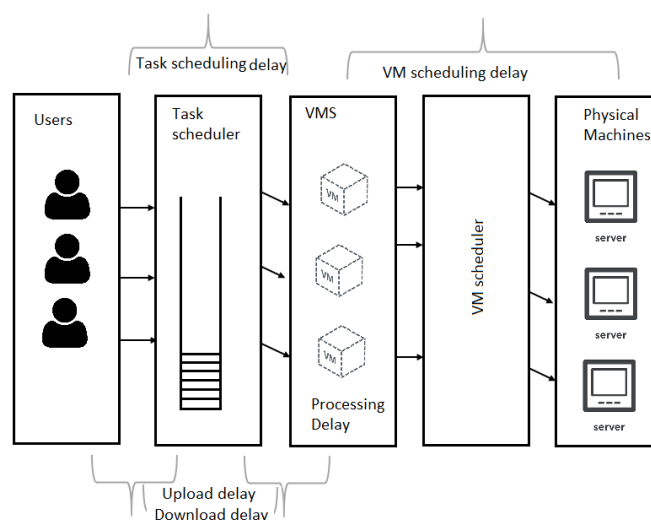 Task scheduling delay
VM scheduling delay
Users
Task
scheduler
VMS
Physical
Machines
VM
VM
VM
VM scheduler
server
server
server
Processing
Delay
Upload delay
Download delay